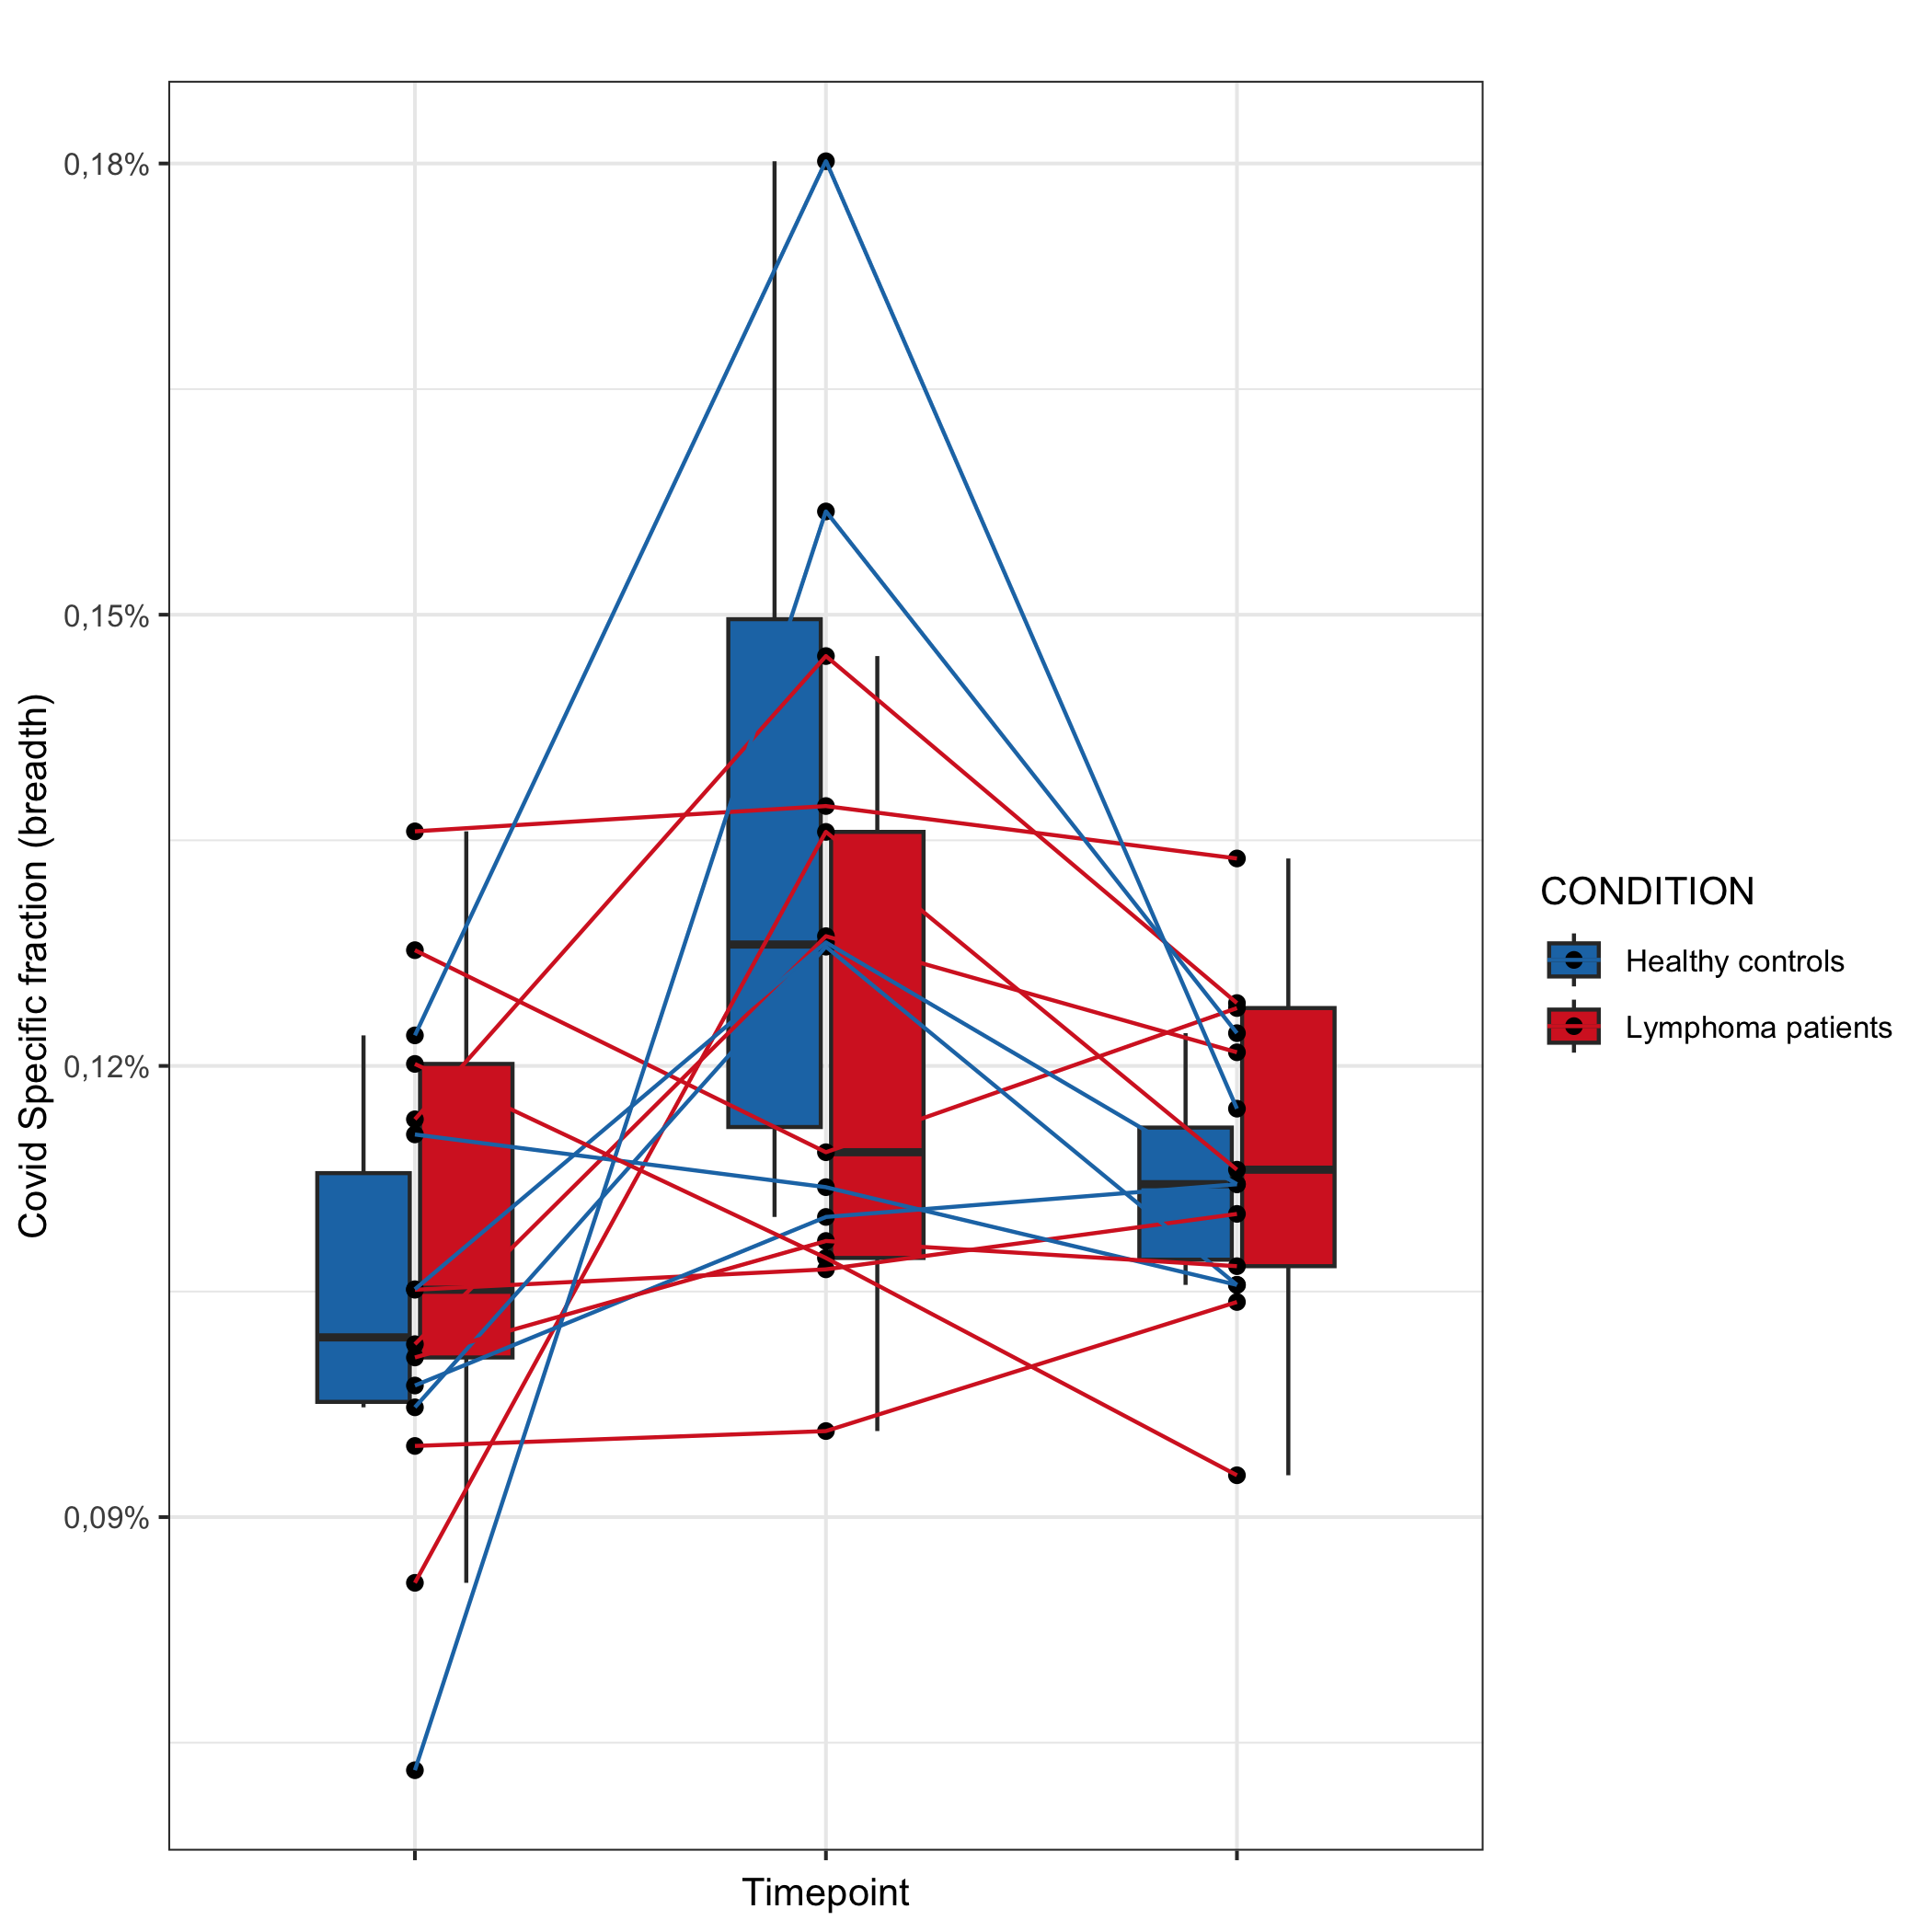 0,18%
0,15%
0,12%
0,09%
Covid Specific fraction (breadth)
Timepoint
CONDITION
Healthy controls
Lymphoma patients